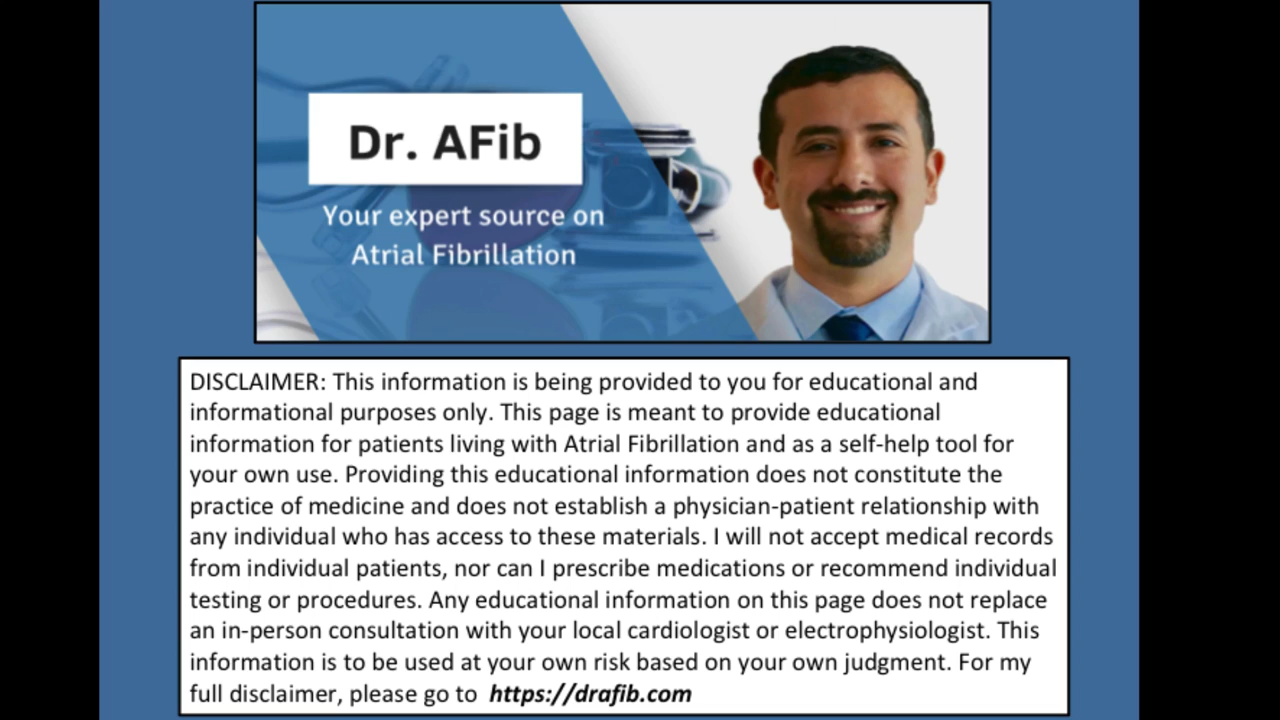 Dr. AFib
Your expert source on
Atrial Fibrillation
DISCLAIMER: This information is being provided to you for educational and
informational purposes only. This page is meant to provide educational
information for patients living with Atrial Fibrillation and as a self-help tool for
your own use. Providing this educational information does not constitute the
practice of medicine and does not establish a physician-patient relationship with
any individual who has access to these materials. I will not accept medical records
from individual patients, nor can I prescribe medications or recommend individual
testing or procedures. Any educational information on this page does not replace
an in-person consultation with your local cardiologist or electrophysiologist. This
information is to be used at your own risk based on your own judgment. For my
full disclaimer, please go to https://drafib.com